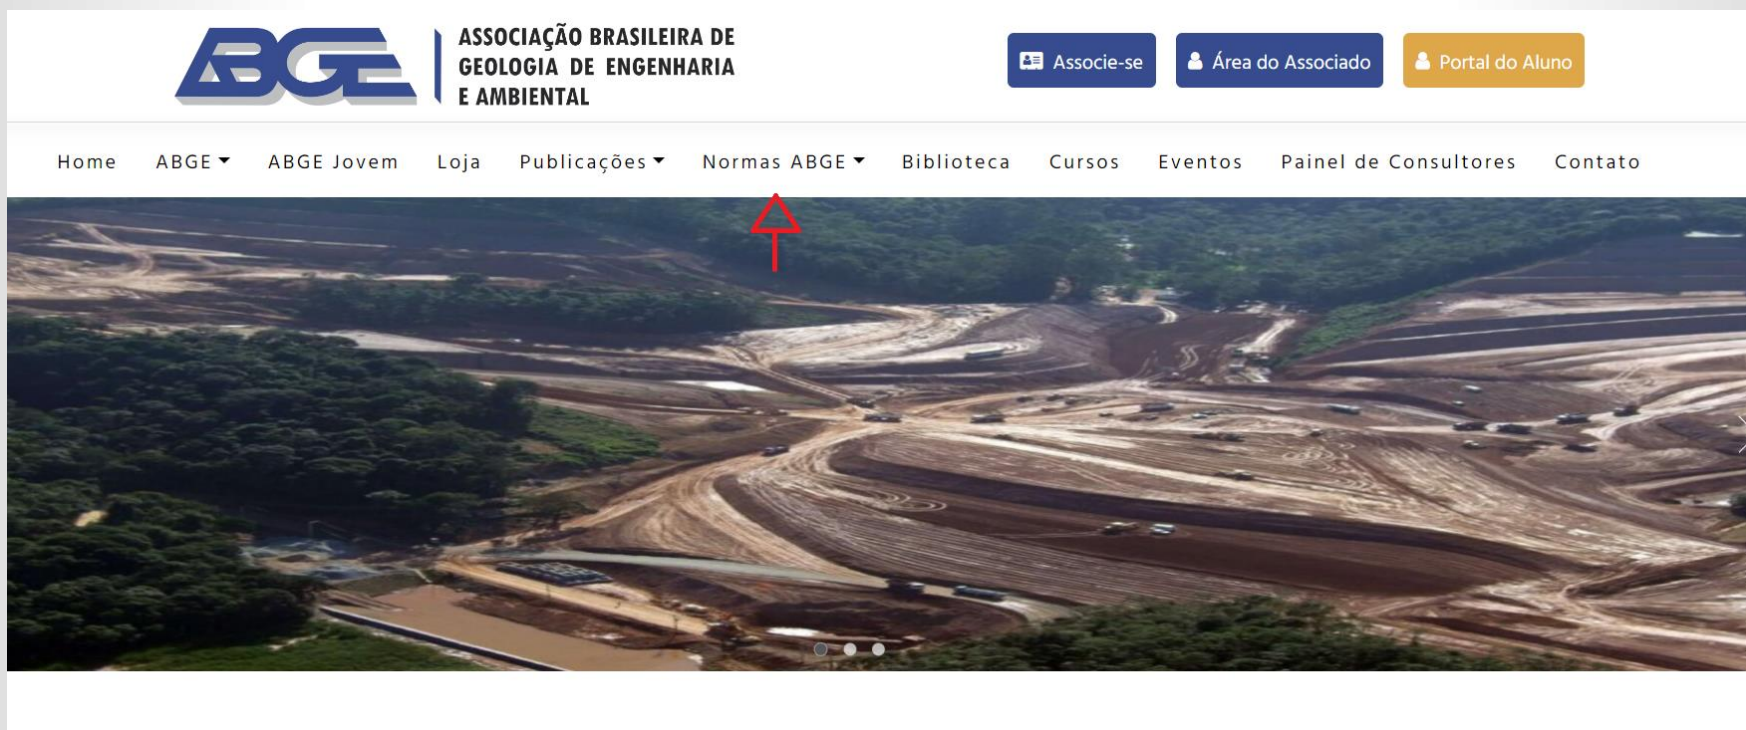 ABGE
ASSOCIAÇÃO BRASILEIRA DE
GEOLOGIA DE ENGENHARIA
E AMBIENTAL
Associe-se
Área do Associado
Portal do Aluno
Home ABGE ABGE Jovem Loja Publicações Normas ABGE Biblioteca Cursos Eventos Painel de Consultores Contato